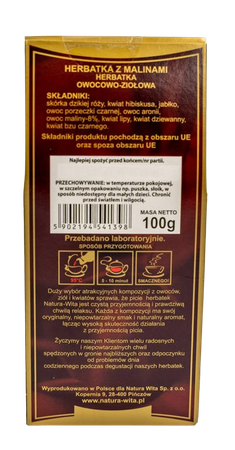 HERBATKA Z MALINAMI
HERBATKA
OWOCOWO-ZIOŁOWA
SKŁADNIKI:
skórka dzikiej róży, kwiat hibiskusa, jabłko,
owoc porzeczki czarnej, owoc aronii,
owoc maliny-8%, kwiat lipy, kwiat dziewanny,
kwiat bzu czarnego.
Składniki produktu pochodzą z obszaru UE
oraz spoza obszaru UE
Najlepiej spożyć przed końcem/nr partii.
PRZECHOWYWANIE: w temperaturze pokojowej,
w szczelnym opakowaniu np. puszka, słoik, w
sposób niedostępny dla małych dzieci. Chronić
przed światłem i wilgocią.
MASA NETTO
100g
5902194541398
Przebadano laboratoryjnie.
SPOSÓB PRZYGOTOWANIA
95°C
5 - 10 minut
SMACZNEGO!
Duży wybór atrakcyjnych kompozycji z owoców,
ziół i kwiatów sprawia, że picie herbatek
Natura-Wita jest czystą przyjemnością i prawdziwą
chwilą relaksu. Każda z kompozycji ma swój
oryginalny, niepowtarzalny smak i naturalny aromat,
łącząc wysoką skuteczność działania
z przyjemnością picia.
Życzymy naszym Klientom wielu radosnych
i niepowtarzalnych chwil
spędzonych w gronie najbliższych oraz odpoczynku
od problemów dnia
codziennego podczas degustacji naszych herbatek.
Wyprodukowano w Polsce dla Natura Wita Sp. z o.o.
Kopernia 9, 28-400 Pińczów
www.natura-wita.pl